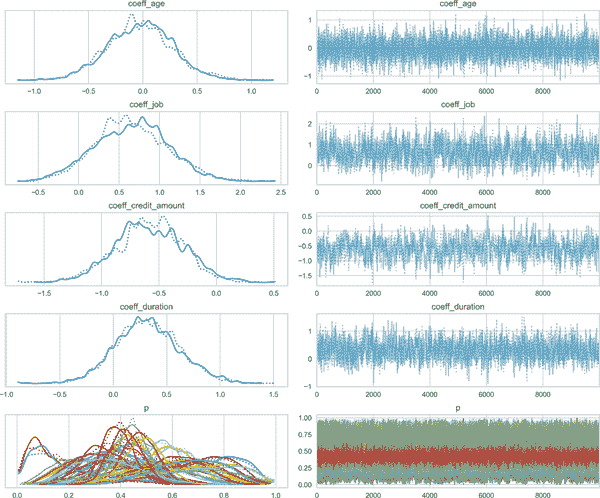 coeff_age coeff_age
1
0
−1
−1.0 −0.5 0.0 0.5 1.0 0 2000 4000 6000 8000
coeff_job coeff_job
2
1
0
−0.5 0.0 0.5 1.0 1.5 2.0 2.5 0 2000 4000 6000 8000
coeff_credit_amount coeff_credit_amount
0.5
0.0
−0.5
−1.0
−1.5
−1.5 −1.0 −0.5 0.0 0.5 0 2000 4000 6000 8000
coeff_duration coeff_duration
1
0
−1
−1.0 −0.5 0.0 0.5 1.0 1.5 0 2000 4000 6000 8000
p p
1.00
0.75
0.50
0.25
0.00
0.0 0.2 0.4 0.6 0.8 1.0 0 2000 4000 6000 8000